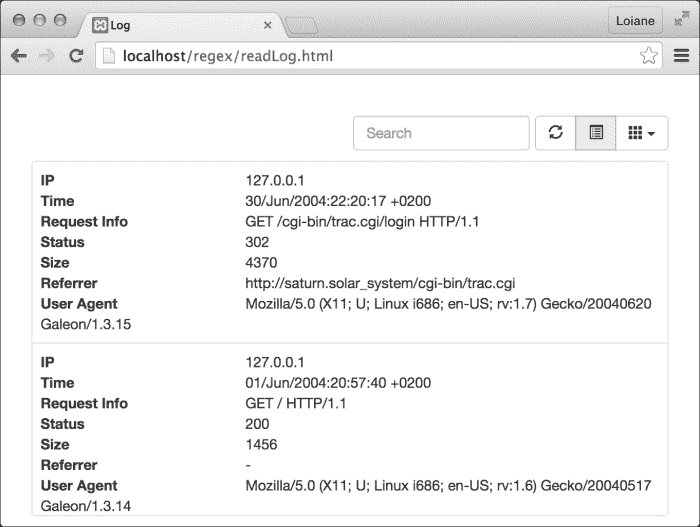 Log
Loiane
localhost/regex/readLog.html
Search
IP 127.0.0.1
Time 30/Jun/2004:22:20:17 +0200
Request Info GET /cgi-bin/trac.cgi/login HTTP/1.1
Status 302
Size 4370
Referrer http://saturn.solar_system/cgi-bin/trac.cgi
User Agent Mozilla/5.0 (X11; U; Linux i686; en-US; rv:1.7) Gecko/20040620
Galeon/1.3.15
IP 127.0.0.1
Time 01/Jun/2004:20:57:40 +0200
Request Info GET / HTTP/1.1
Status 200
Size 1456
Referrer -
User Agent Mozilla/5.0 (X11; U; Linux i686; en-US; rv:1.6) Gecko/20040517
Galeon/1.3.14